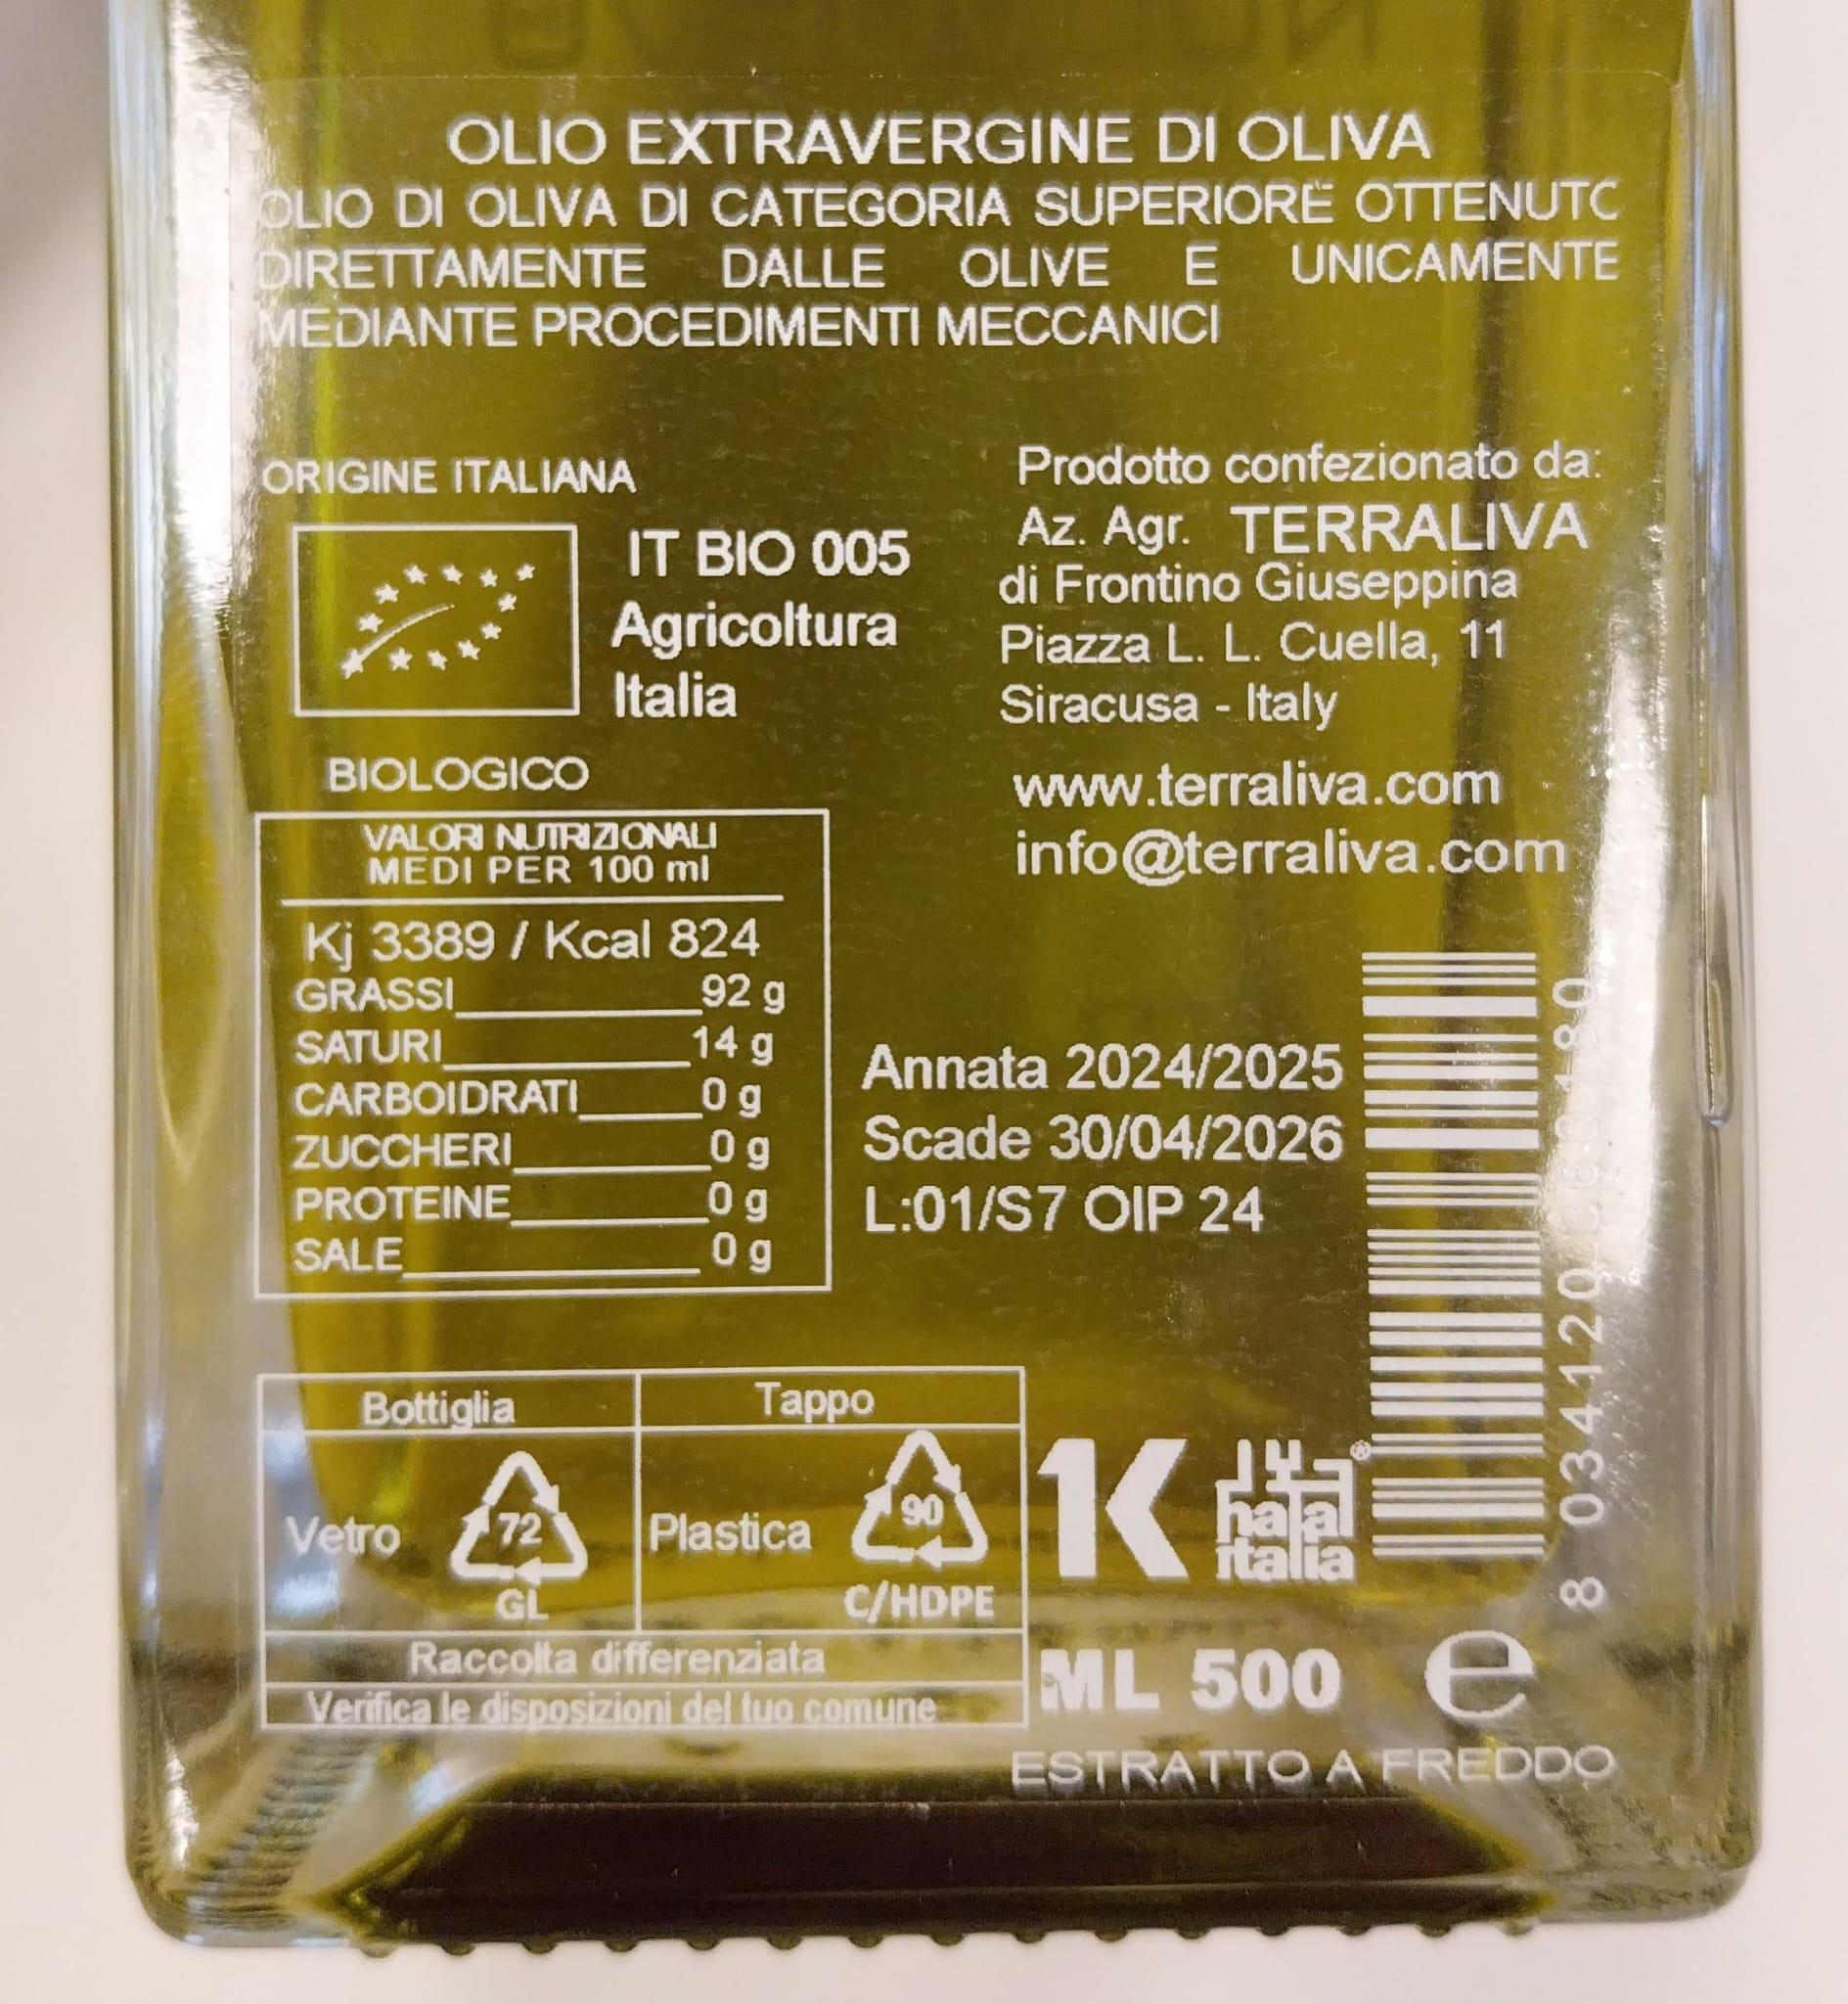 OLIO EXTRAVERGINE DI OLIVA
OLIO DI OLIVA DI CATEGORIA SUPERIORE OTTENUTO
DIRETTAMENTE DALLE OLIVE E UNICAMENTE
MEDIANTE PROCEDIMENTI MECCANICI
ORIGINE ITALIANA
IT BIO 005
Agricoltura
Italia
BIOLOGICO
Prodotto confezionato da:
Az. Agr. TERRALIVA
di Frontino Giuseppina
Piazza L. L. Cuella, 11
Siracusa - Italy
www.terraliva.com
info@terraliva.com
VALORI NUTRIZIONALI
MEDI PER 100 ml
Kj 3389 / Kcal 824
GRASSI 92 g
SATURI 14 g
CARBOIDRATI 0 g
ZUCCHERI 0 g
PROTEINE 0 g
SALE 0 g
Annata 2024/2025
Scade 30/04/2026
L:01/S7 OIP 24
Bottiglia
Tappo
Vetro
72
GL
Plastica
90
C/HDPE
Raccolta differenziata
Verifica le disposizioni del tuo comune
K
halal
italia
®
8 034120
ML 500 e
ESTRATTO A FREDDO